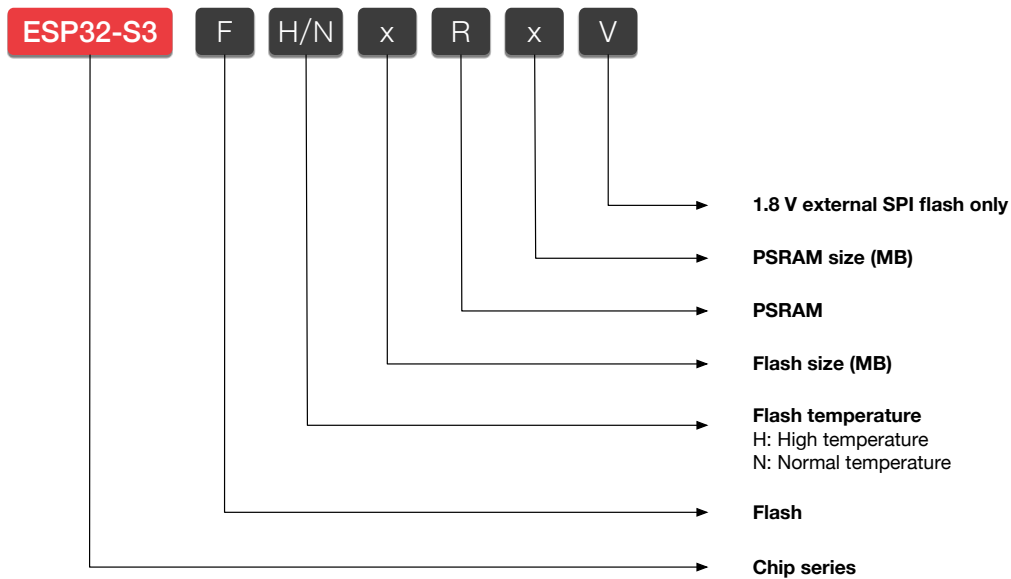 ESP32-S3 F H/N x R x V
1.8 V external SPI flash only
PSRAM size (MB)
PSRAM
Flash size (MB)
Flash temperature
H: High temperature
N: Normal temperature
Flash
Chip series